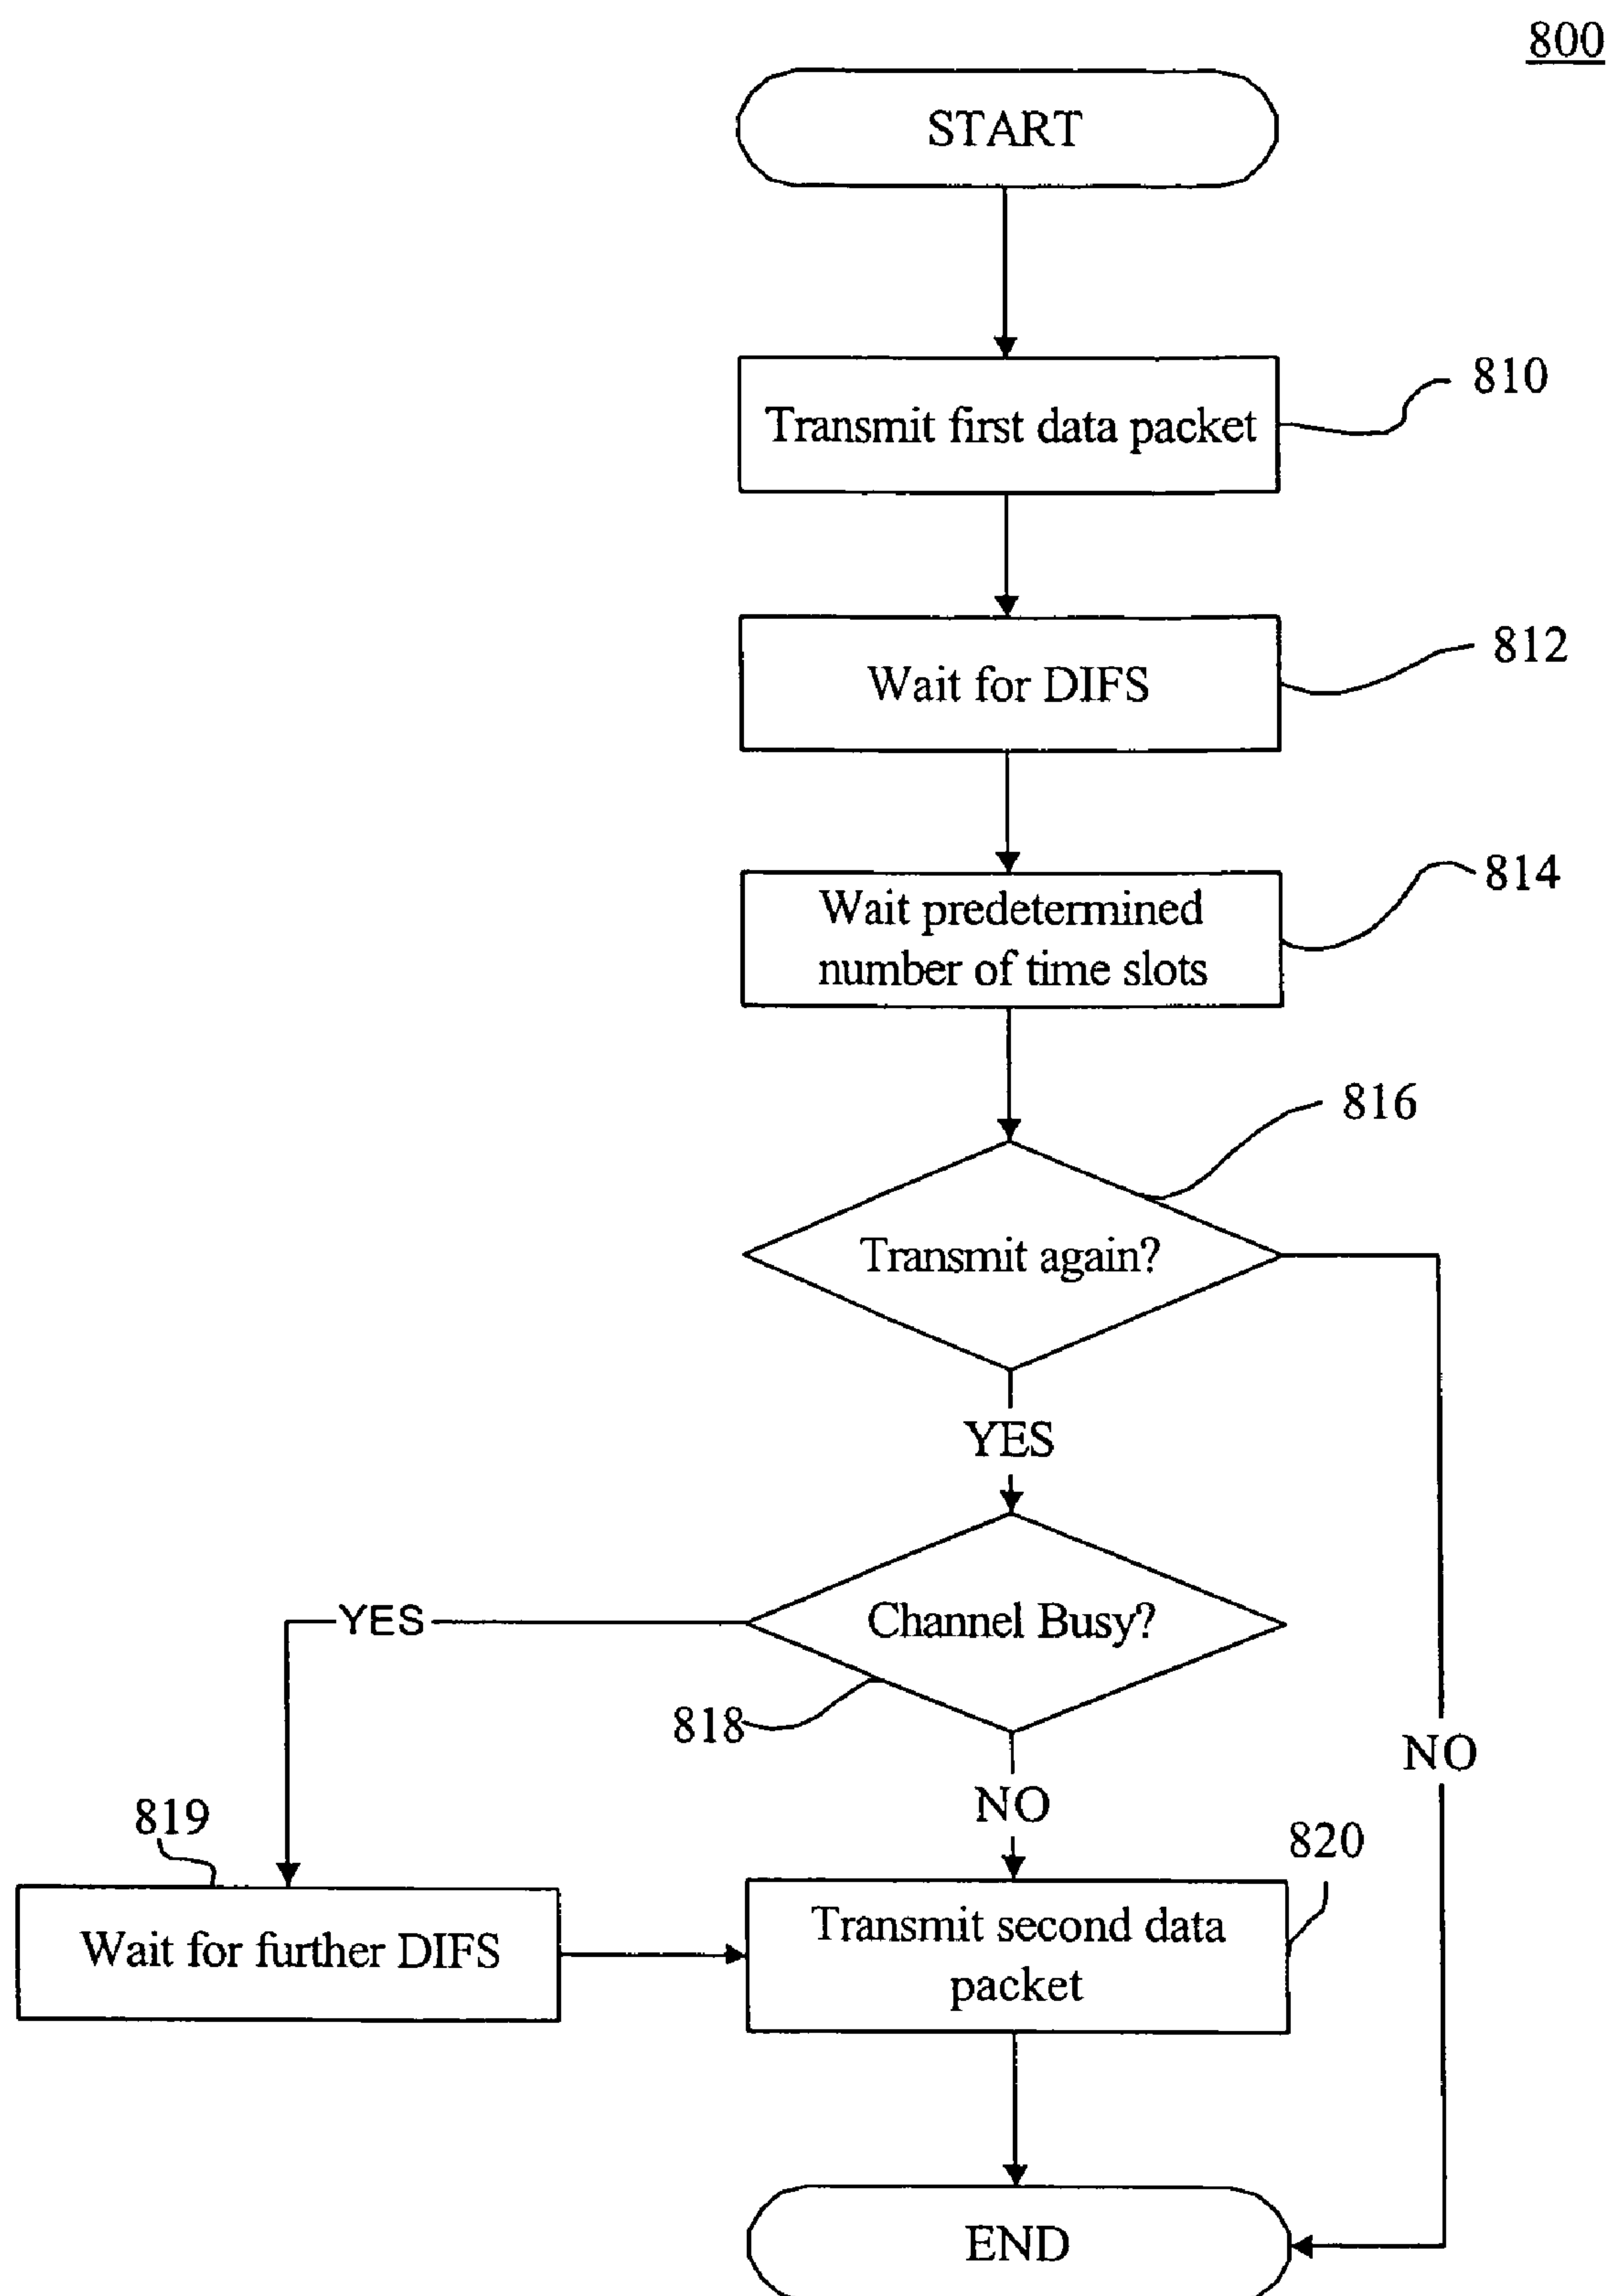 800
START
810
Transmit first data packet
812
Wait for DIFS
814
Wait predetermined
number of time slots
816
Transmit again?
YES
Channel Busy?
YES
818
NO
NO
819
820
Wait for further DIFS
Transmit second data
packet
END